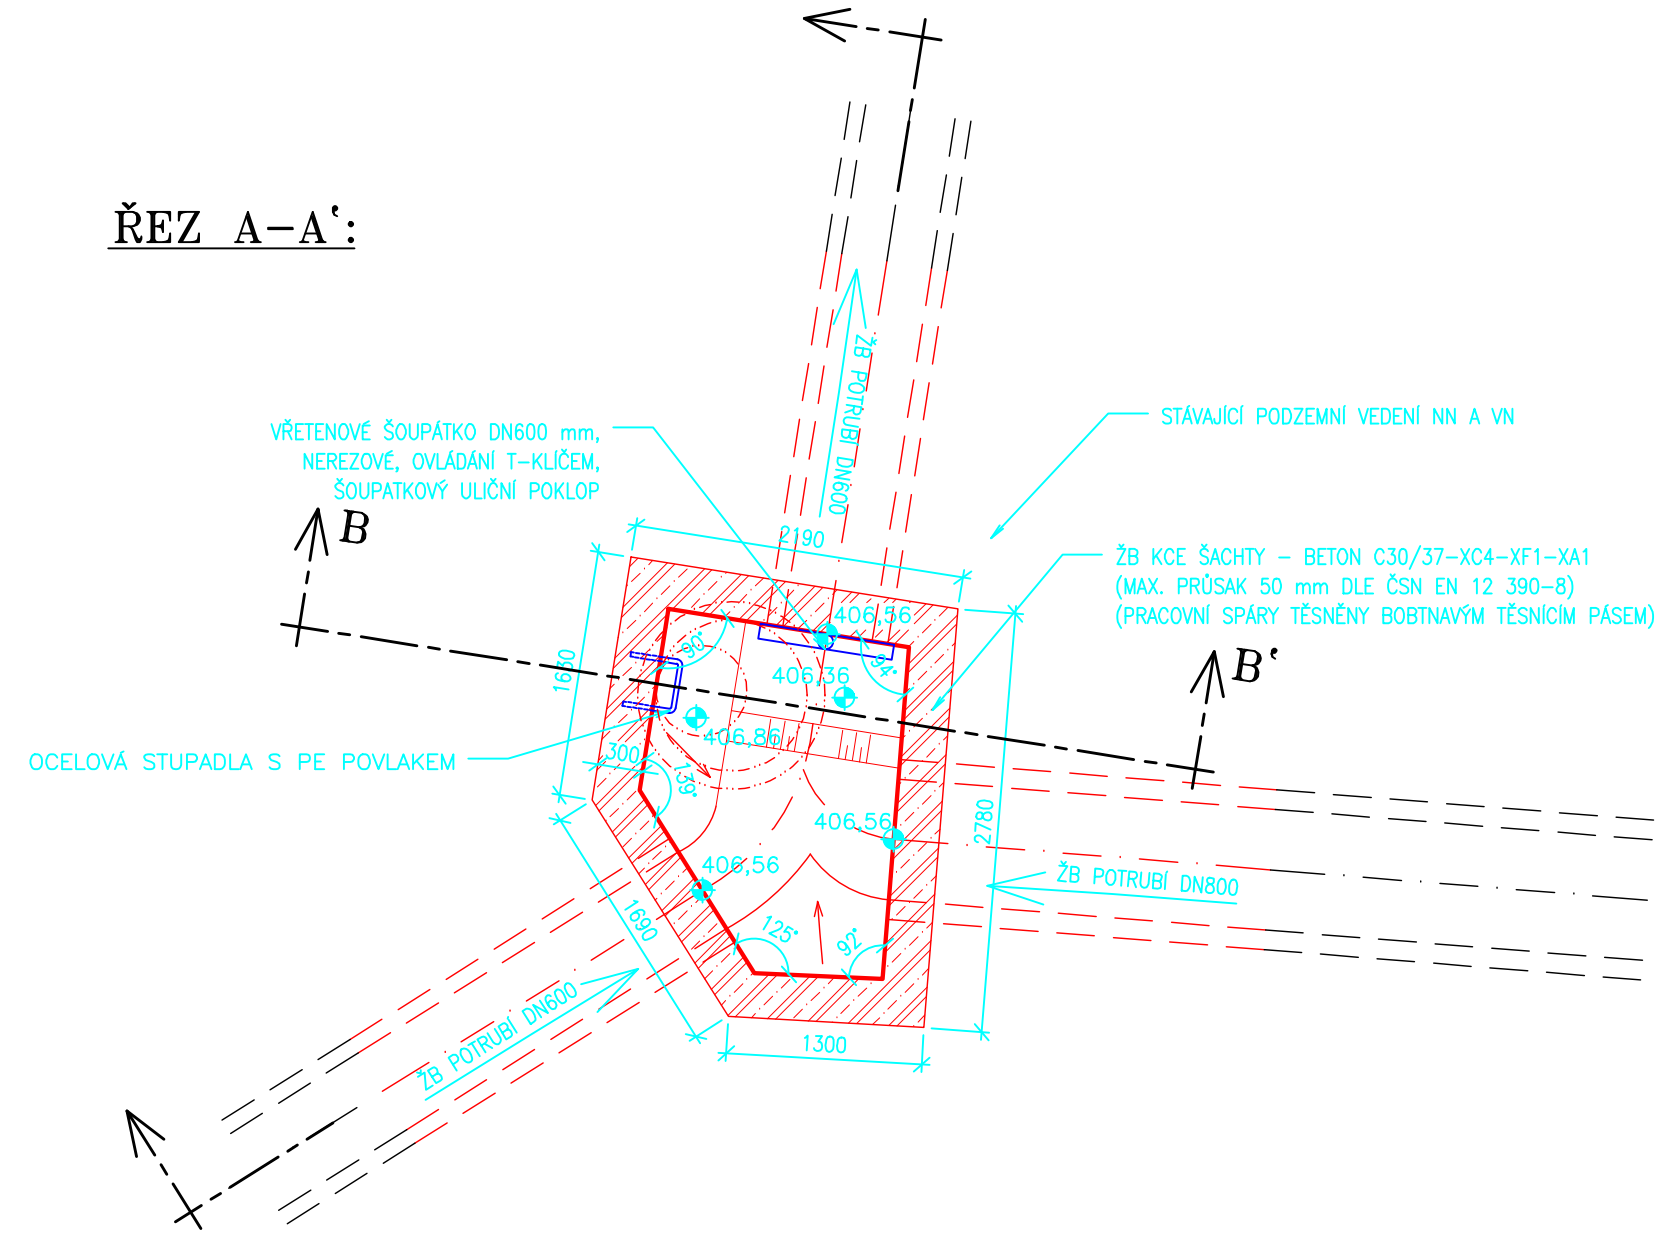 ŘEZ A-A‘:
ŽB POTRUBÍ DN600
VŘETENOVÉ ŠOUPÁTKO DN600 mm,
NEREZOVÉ, OVLÁDÁNÍ T-KLÍČEM,
ŠOUPATKOVÝ ULIČNÍ POKLOP
STÁVAJÍCÍ PODZEMNÍ VEDENÍ NN A VN
B
2190
ŽB KCE ŠACHTY - BETON C30/37-XC4-XF1-XA1
(MAX. PRŮSAK 50 mm DLE ČSN EN 12 390-8)
(PRACOVNÍ SPÁRY TĚSNĚNY BOBTNAVÝM TĚSNÍCÍM PÁSEM)
406,56
90°
94°
1630
406,36
B‘
406,86
OCELOVÁ STUPADLA S PE POVLAKEM
300
139°
406,56
2780
406,56
ŽB POTRUBÍ DN800
1690
125°
92°
ŽB POTRUBÍ DN600
1300